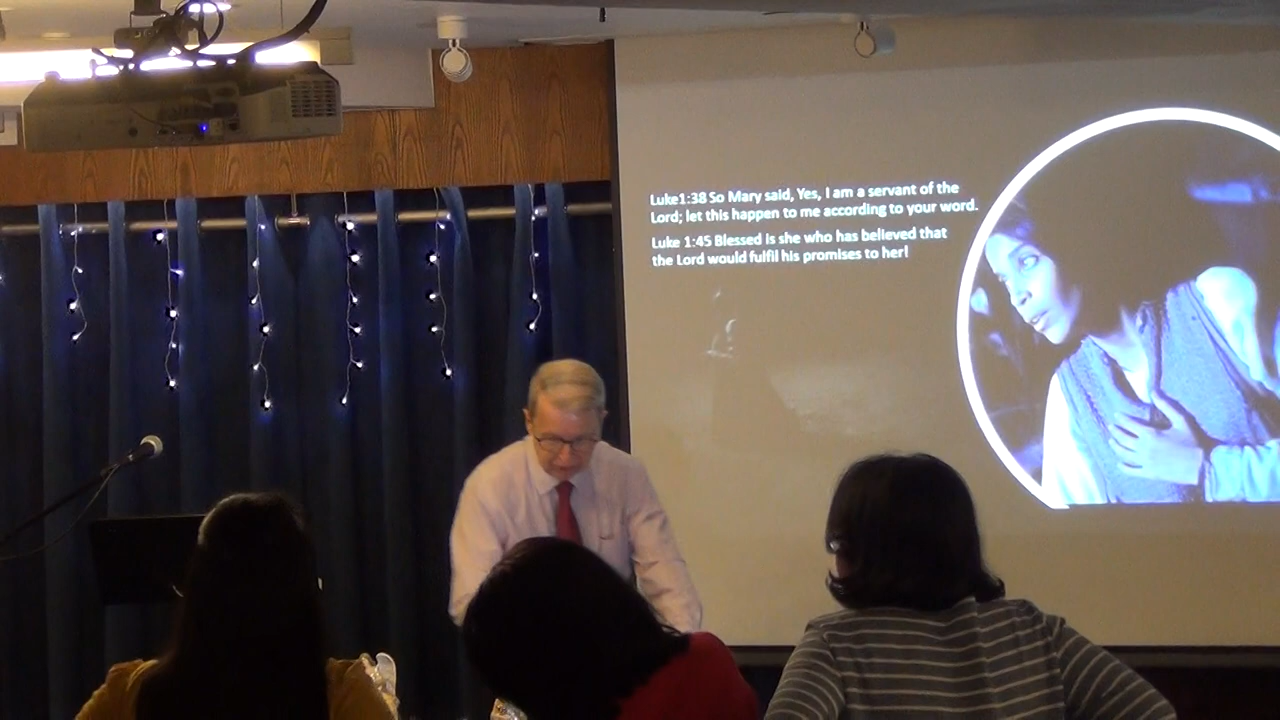 Luke1:38 So Mary said, Yes, I am a servant of the
Lord; let this happen to me according to your word.
Luke 1:45 Blessed is she who has believed that
the Lord would fulfil his promises to her!